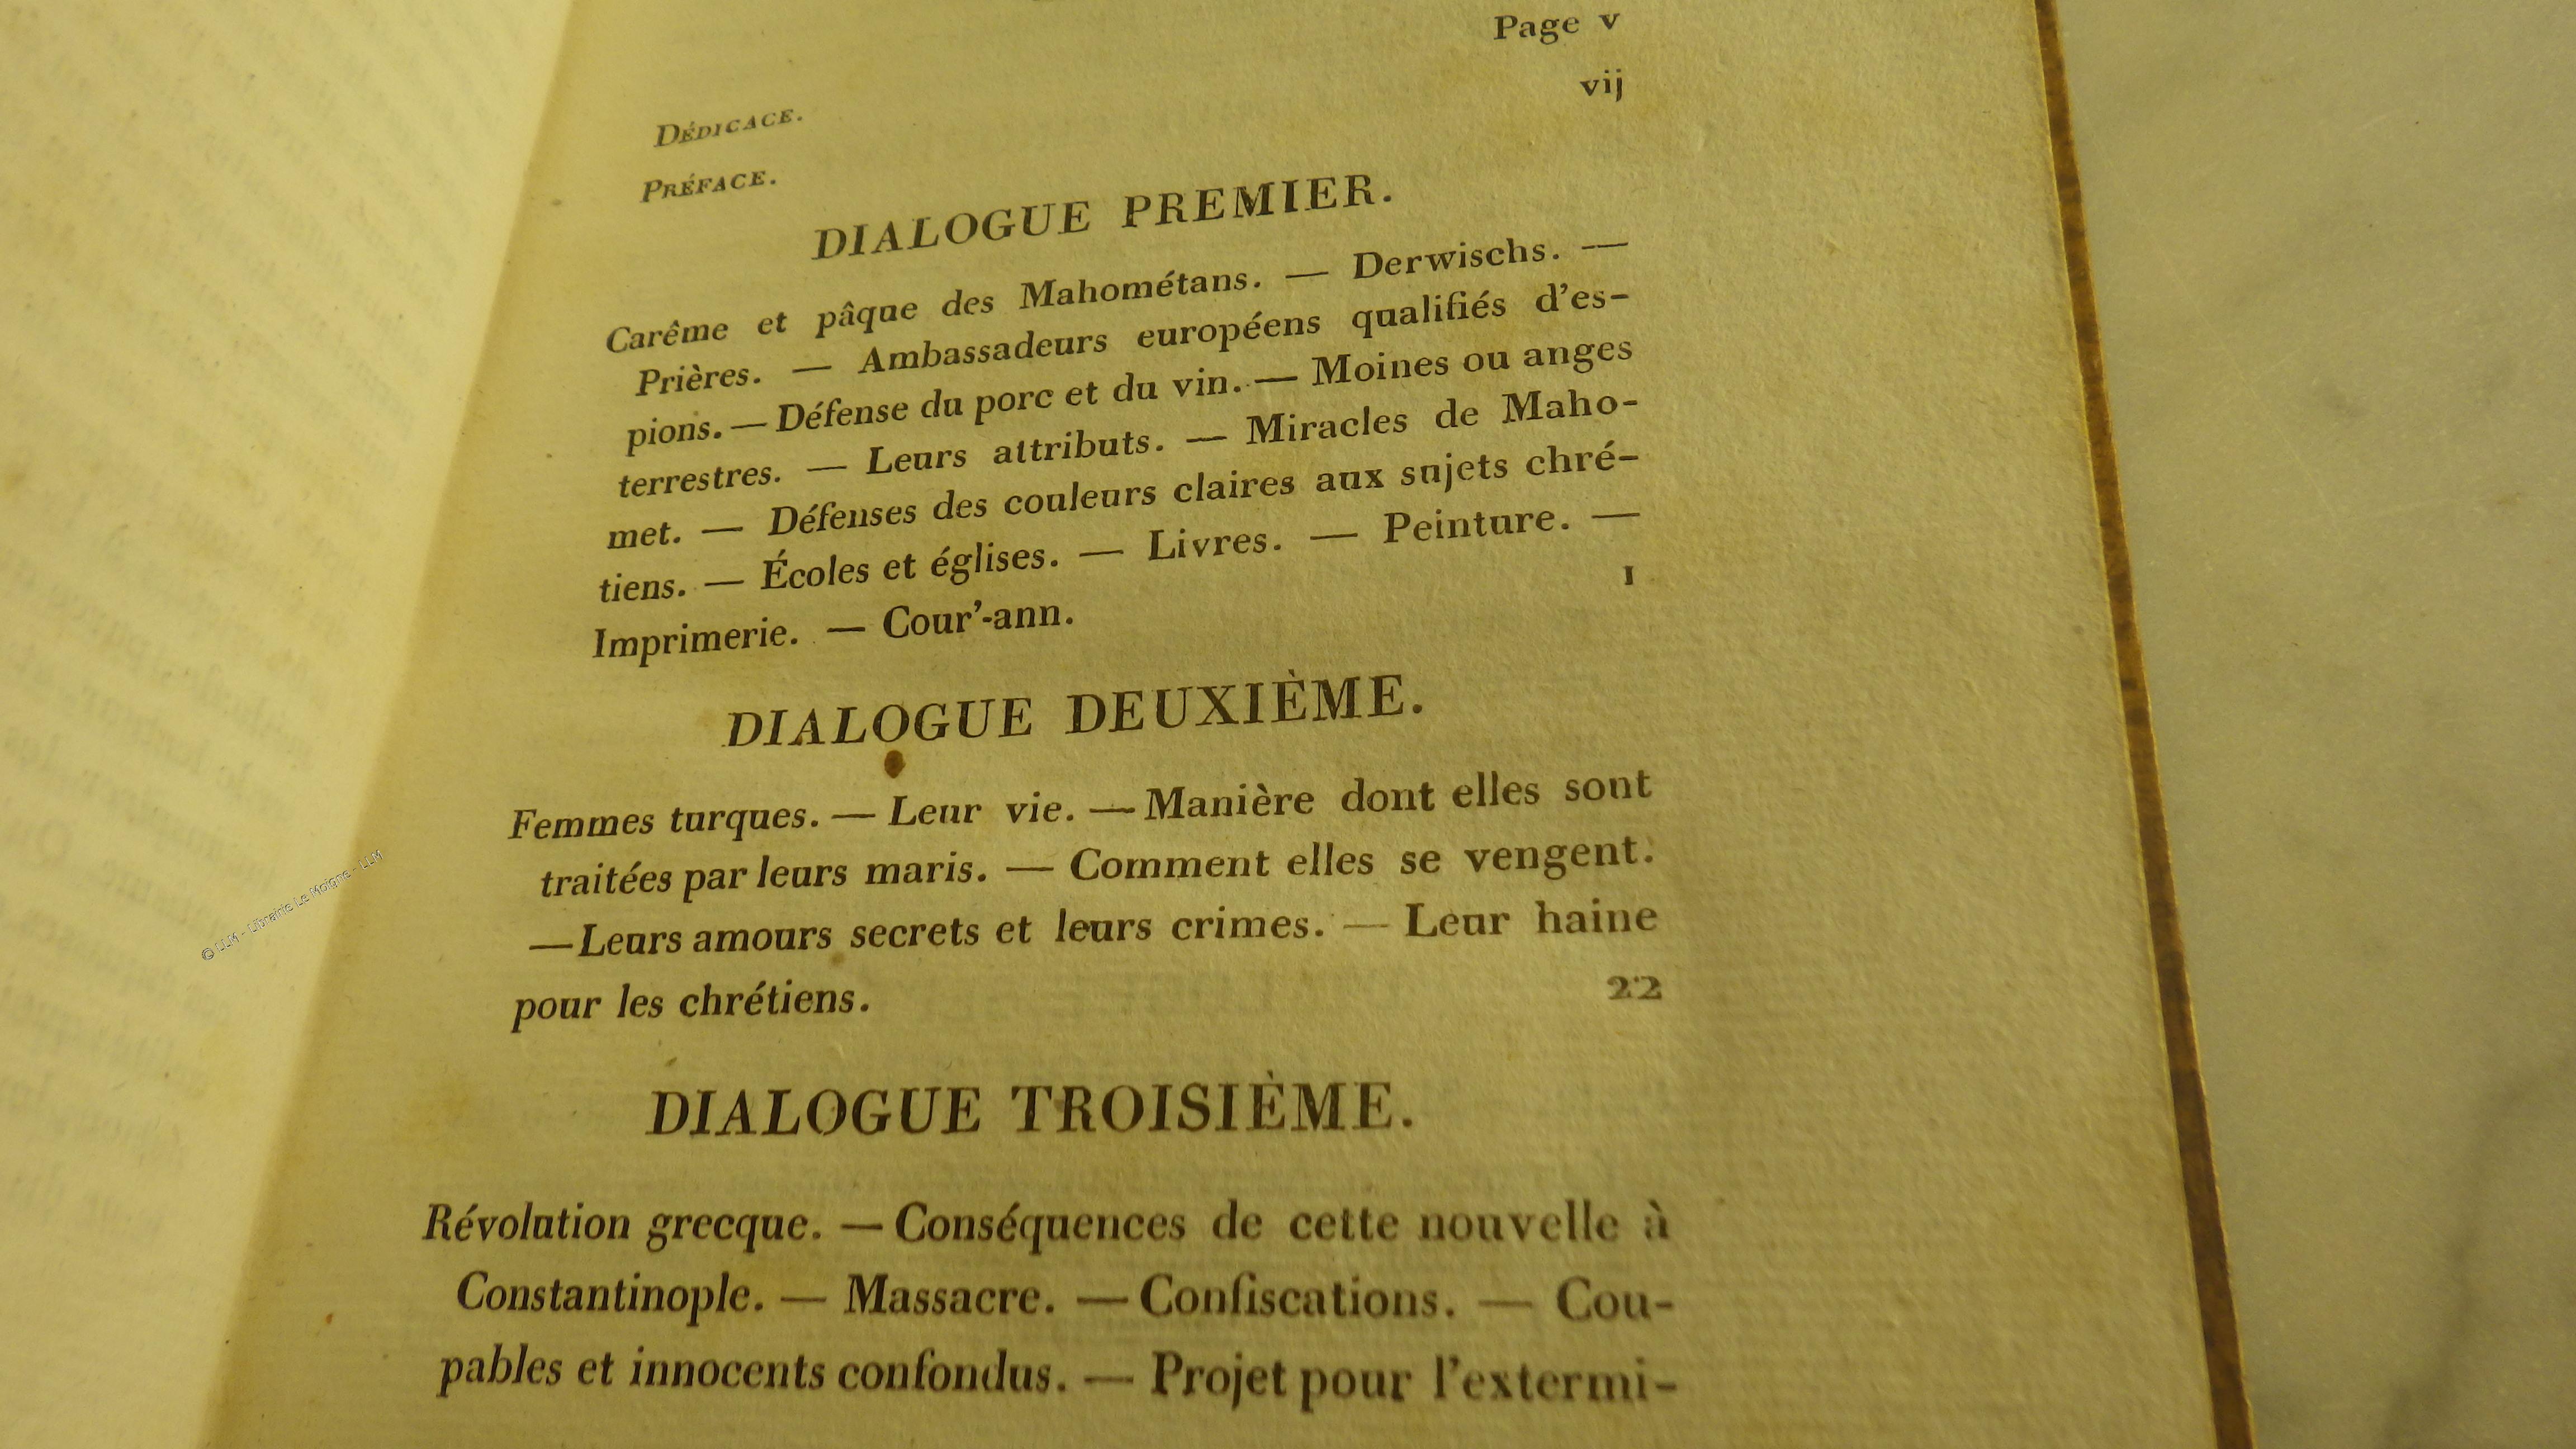 Page v
DÉDICACE.
vij
PRÉFACE.
DIALOGUE PREMIER.
Carême et pâque des Mahométans. — Derwischs. —
Prières. — Ambassadeurs européens qualifiés d'es-
pions. — Défense du porc et du vin. — Moines ou anges
terrestres. — Leurs attributs. — Miracles de Maho-
met. — Défenses des couleurs claires aux sujets chré-
tiens. — Écoles et églises. — Livres. — Peinture. —
Imprimerie. — Cour'-ann. 1
DIALOGUE DEUXIÈME.
Femmes turques. — Leur vie. — Manière dont elles sont
traitées par leurs maris. — Comment elles se vengent.
— Leurs amours secrets et leurs crimes. — Leur haine
pour les chrétiens. 22
DIALOGUE TROISIÈME.
Révolution grecque. — Conséquences de cette nouvelle à
Constantinople. — Massacre. — Confiscations. — Cou-
pables et innocents confondus. — Projet pour l'extermi-
© LLM - Librairie Le Moigne - LLM